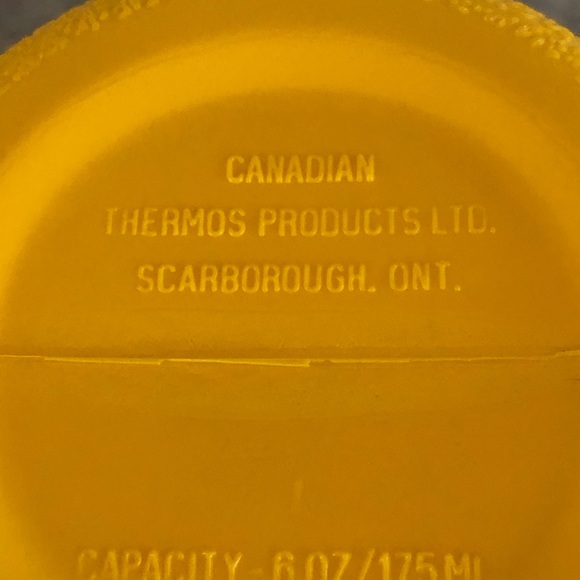 CANADIAN
THERMOS PRODUCTS LTD.
SCARBOROUGH. ONT.
CAPACITY - 6 OZ/175 ML